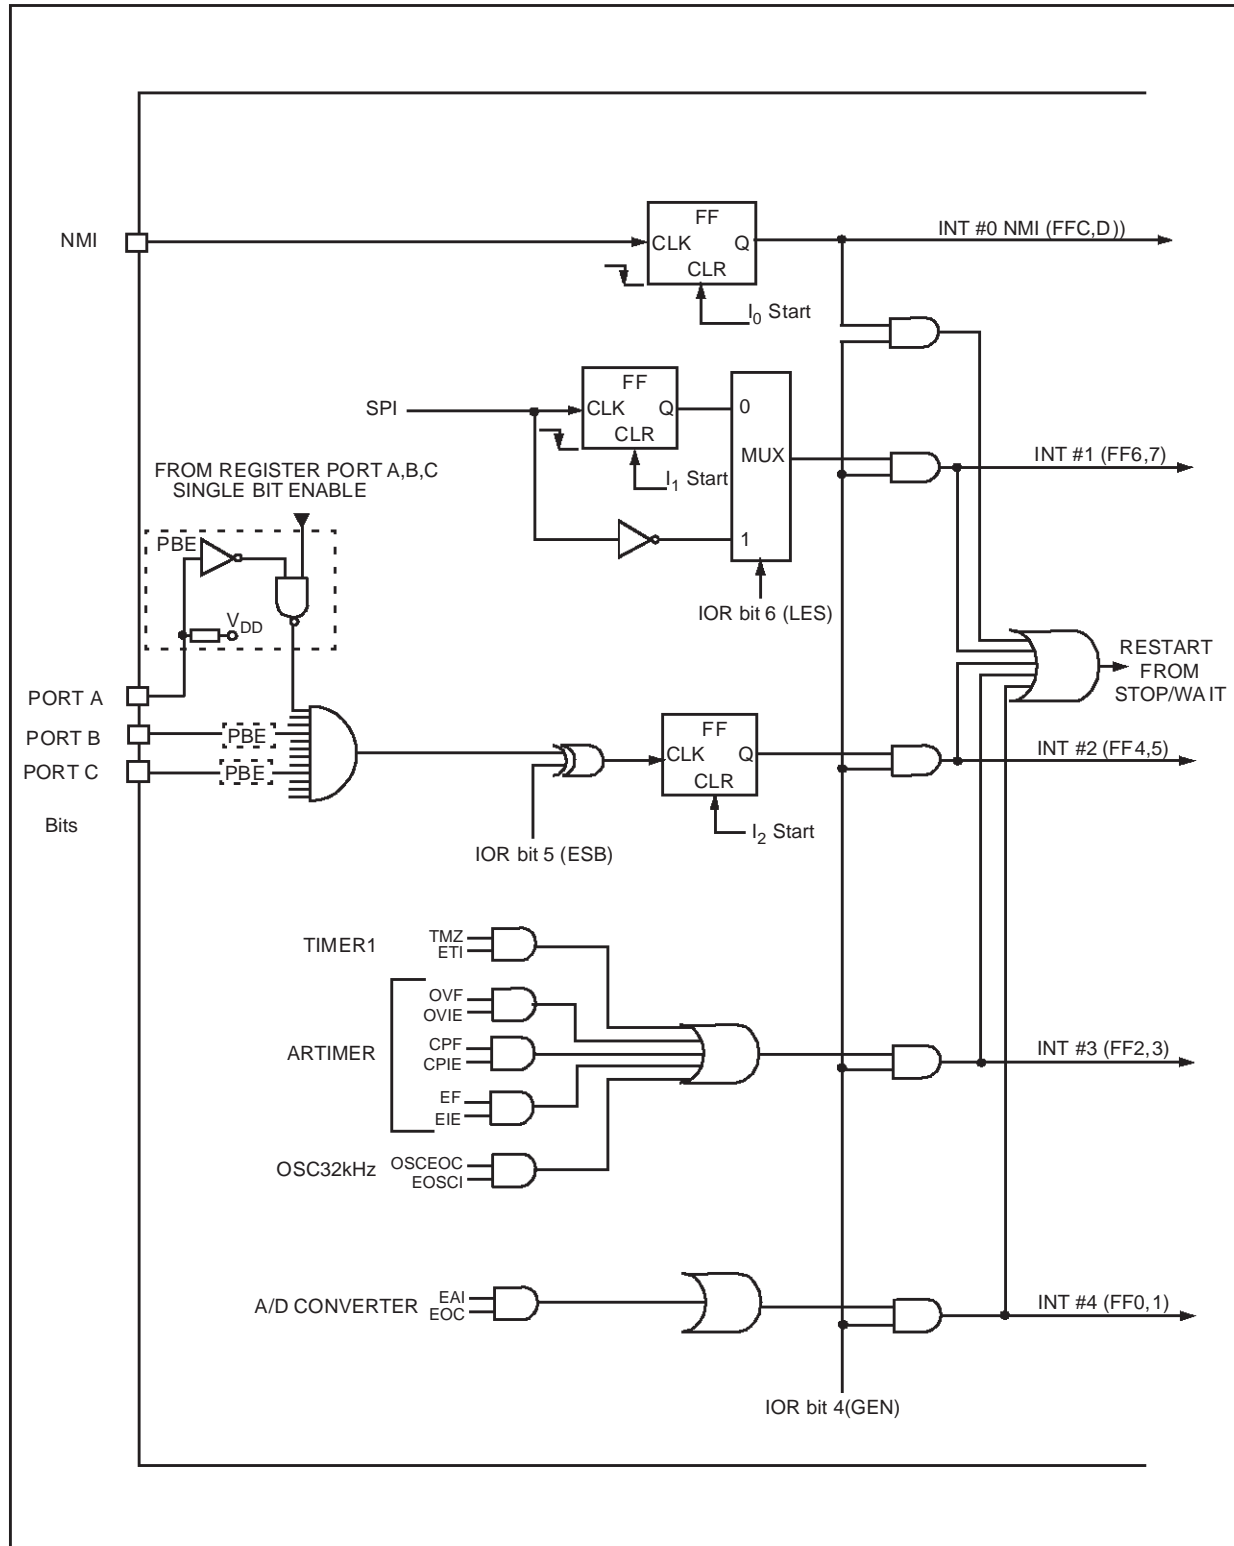 NMI
FF
CLK
Q
CLR
I0 Start
INT #0 NMI (FFC,D))
SPI
FF
CLK
Q
CLR
I1 Start
0
MUX
1
IOR bit 6 (LES)
INT #1 (FF6,7)
FROM REGISTER PORT A,B,C
SINGLE BIT ENABLE
PBE
VDD
PORT A
PORT B
PBE
PORT C
PBE
Bits
IOR bit 5 (ESB)
FF
CLK
Q
CLR
I2 Start
RESTART
FROM
STOP/WAIT
INT #2 (FF4,5)
TIMER1
TMZ
ETI
ARTIMER
OVF
OVIE
CPF
CPIE
EF
EIE
INT #3 (FF2,3)
OSC32kHz
OSCEOC
EOSCI
A/D CONVERTER
EAI
EOC
INT #4 (FF0,1)
IOR bit 4(GEN)